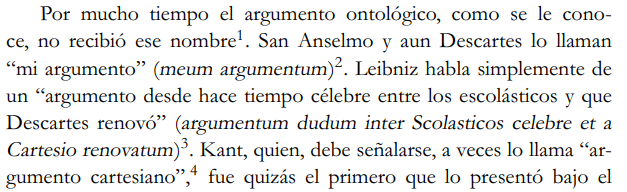 Por mucho tiempo el argumento ontológico, como se le cono-
ce, no recibió ese nombre1. San Anselmo y aun Descartes lo llaman
“mi argumento” (meum argumentum)2. Leibniz habla simplemente de
un “argumento desde hace tiempo célebre entre los escolásticos y que
Descartes renovó” (argumentum dudum inter Scolasticos celebre et a
Cartesio renovatum)3. Kant, quien, debe señalarse, a veces lo llama “ar-
gumento cartesiano”,4 fue quizás el primero que lo presentó bajo el